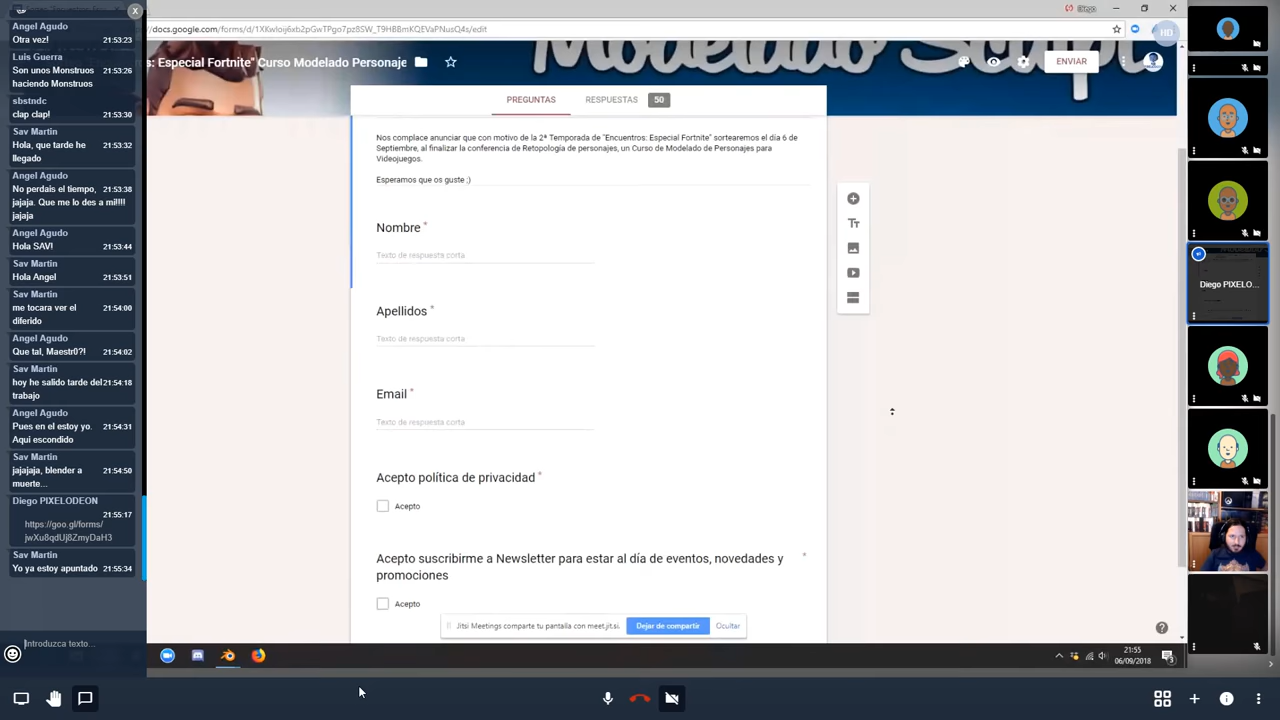 Angel Agudo
Otra vez! 21:53:23
Luis Guerra
Son unos Monstruos 21:53:26
haciendo Monstruos
sbstndc
clap clap! 21:53:30
Sav Martin
Hola, que tarde he 21:53:32
llegado
Angel Agudo
No perdais el tiempo, 21:53:38
jajaja. Que me lo des a mi!!!!
jajaja
Angel Agudo
Hola SAV! 21:53:44
Sav Martin
Hola Angel 21:53:51
Sav Martin
me tocara ver el 21:54:00
diferido
Angel Agudo
Que tal, Maestr0?! 21:54:02
Sav Martin
hoy he salido tarde del 21:54:18
trabajo
Angel Agudo
Pues en el estoy yo. 21:54:31
Aqui escondido
Sav Martin
jajajaja, blender a 21:54:50
muerte...
Diego PIXELODEON
21:55:17
https://goo.gl/forms/
jwXu8qdUj8ZmyDaH3
Sav Martin
Yo ya estoy apuntado 21:55:34
Introduzca texto...
X
Diego
//docs.google.com/forms/d/1XKwIoij6xb2pGwTPgo7pz8SW_T9HBBmKQEVaPNusQ4s/edit
HD
Modelado Script
s: Especial Fortnite" Curso Modelado Personaje
ENVIAR
PREGUNTAS RESPUESTAS 50
Nos complace anunciar que con motivo de la 2ª Temporada de "Encuentros: Especial Fortnite" sortearemos el día 6 de
Septiembre, al finalizar la conferencia de Retopología de personajes, un Curso de Modelado de Personajes para
Videojuegos.
Esperamos que os guste ;)
Nombre *
Texto de respuesta corta
Apellidos *
Texto de respuesta corta
Email *
Texto de respuesta corta
Acepto política de privacidad *
Acepto
Acepto suscribirme a Newsletter para estar al día de eventos, novedades y *
promociones
Acepto
Jitsi Meetings comparte tu pantalla con meet.jit.si. Dejar de compartir Ocultar
Tт
21:55
06/09/2018
3
Diego PIXELO...